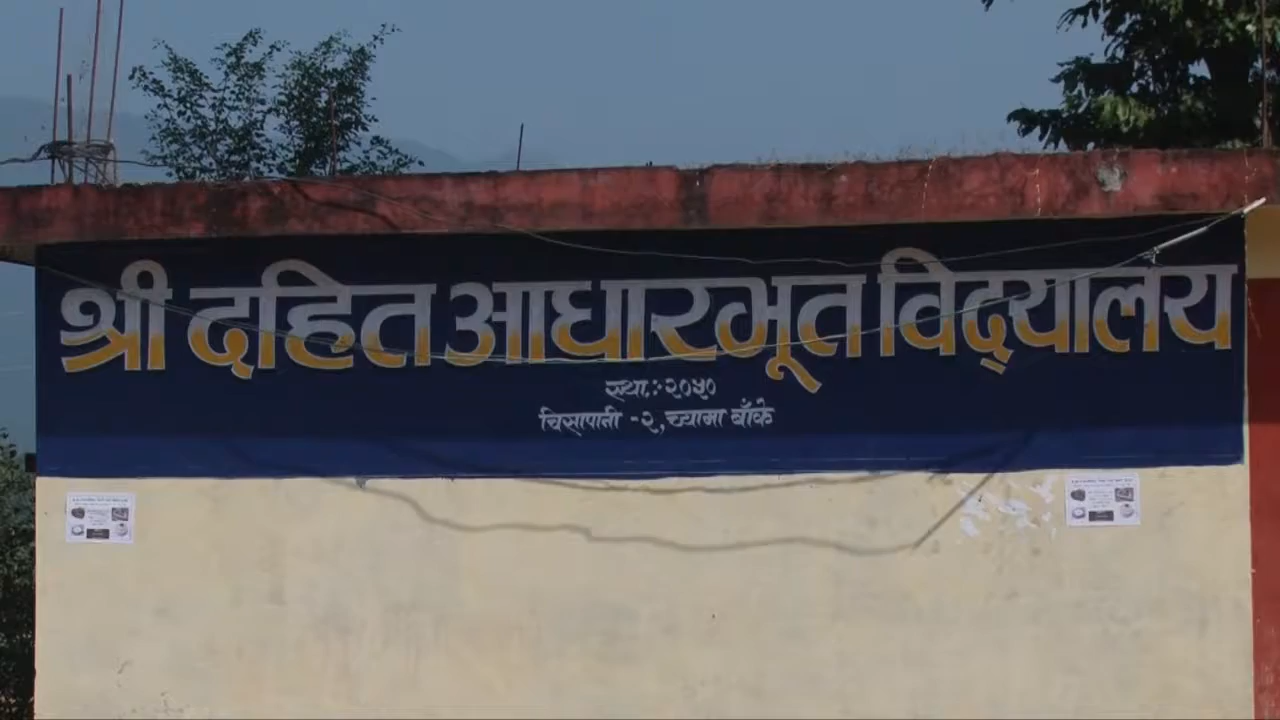 श्री दहित आधारभूत विद्यालय
स्था.: २०५०
चिसापानी -२, च्यामा बाँके